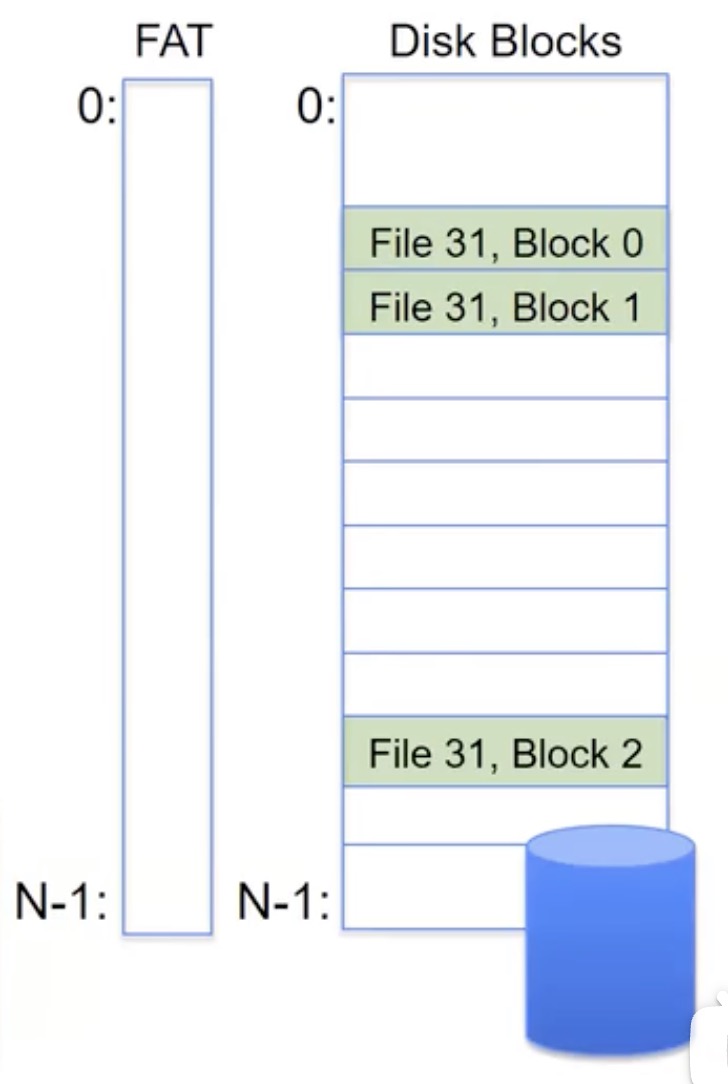 FAT Disk Blocks
0: 0:
File 31, Block 0
File 31, Block 1
File 31, Block 2
N-1: N-1: